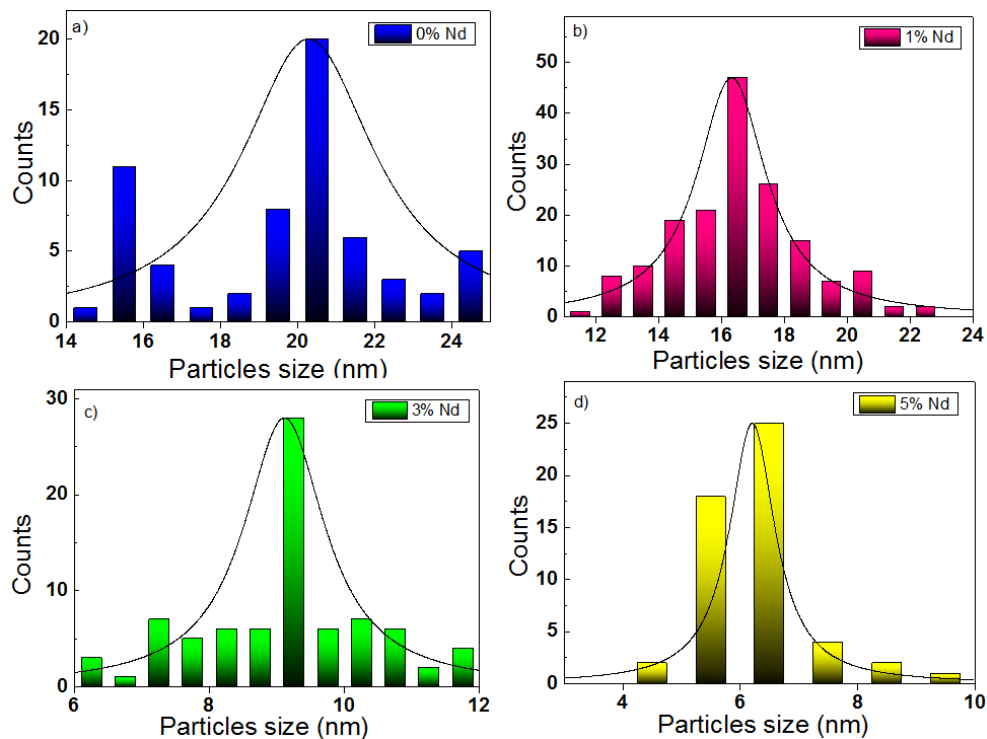 a)
0% Nd
20
15
10
5
0
Counts
14 16 18 20 22 24
Particles size (nm)
b)
1% Nd
50
40
30
20
10
0
Counts
12 14 16 18 20 22 24
Particles size (nm)
c)
3% Nd
30
20
10
0
Counts
6 8 10 12
Particles size (nm)
d)
5% Nd
25
20
15
10
5
0
Counts
4 6 8 10
Particles size (nm)